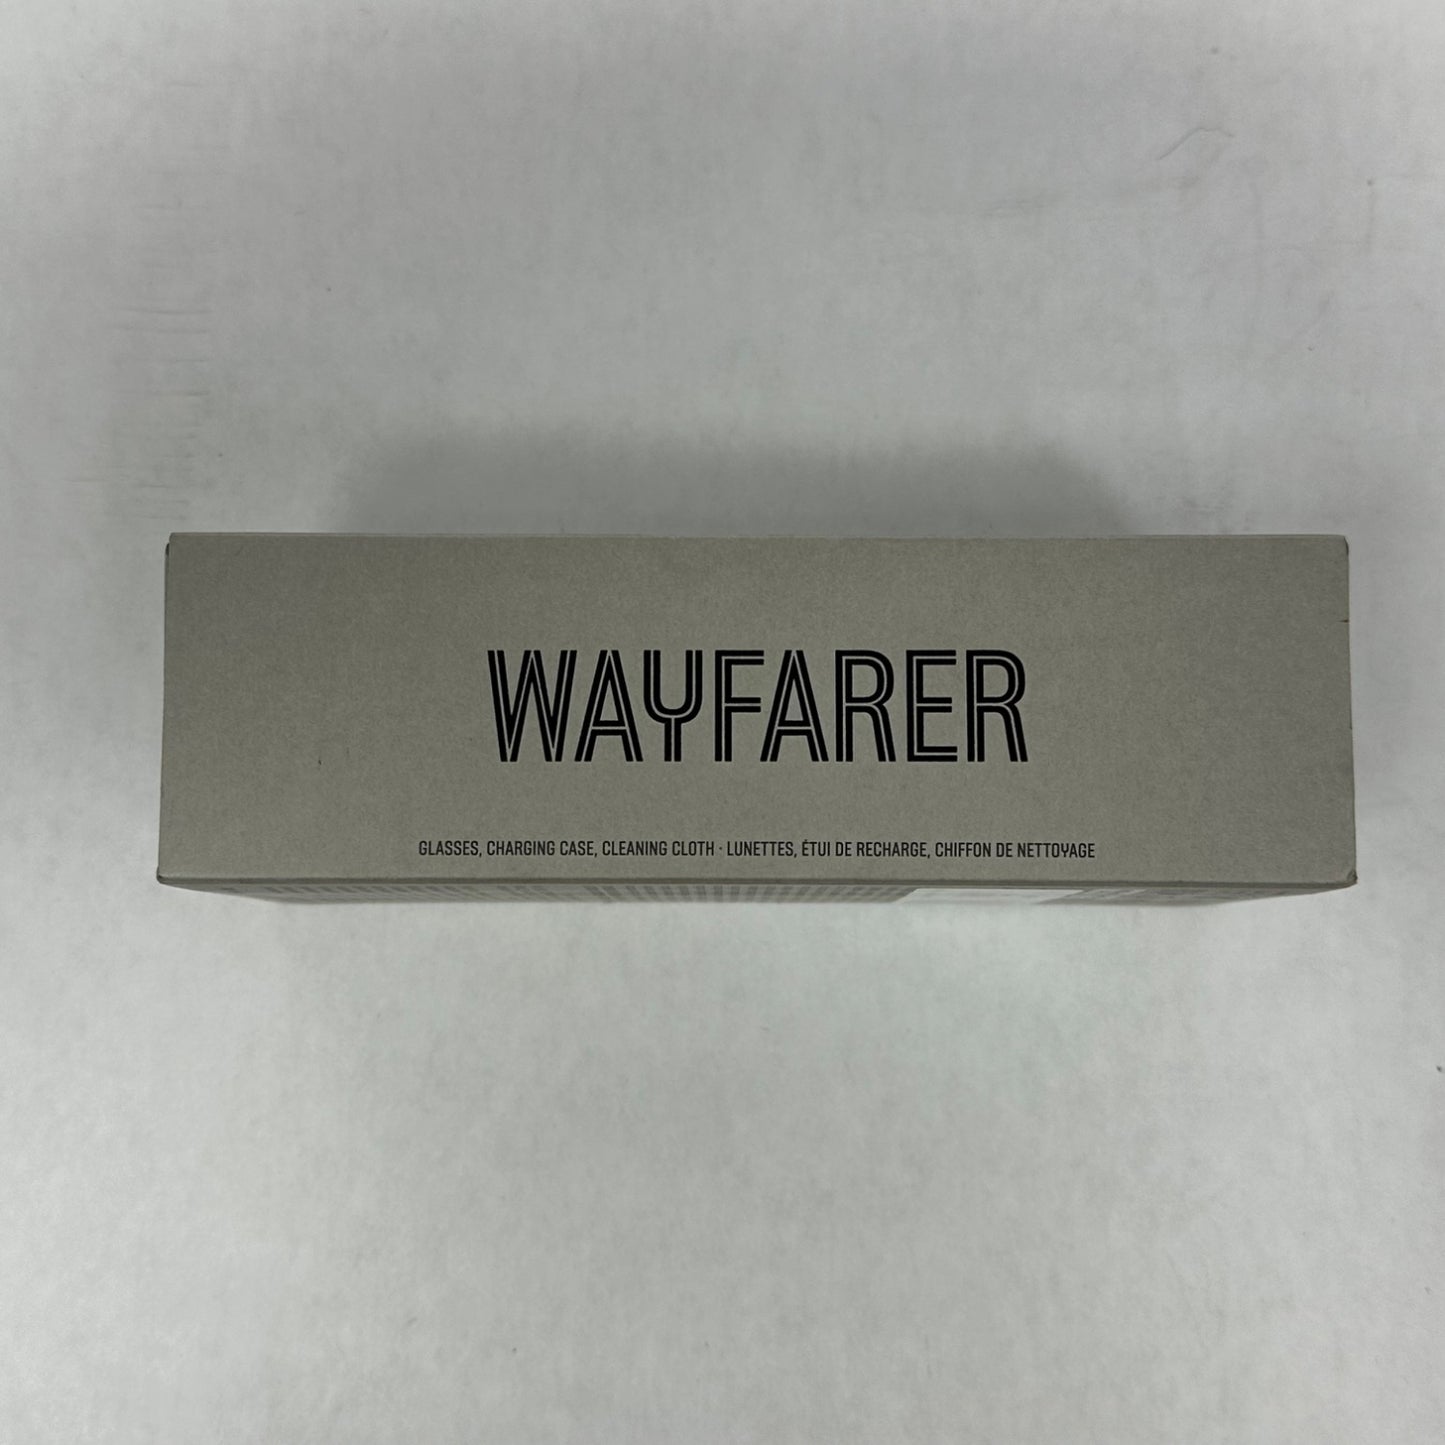 WAYFARER
GLASSES, CHARGING CASE, CLEANING CLOTH · LUNETTES, ÉTUI DE RECHARGE, CHIFFON DE NETTOYAGE